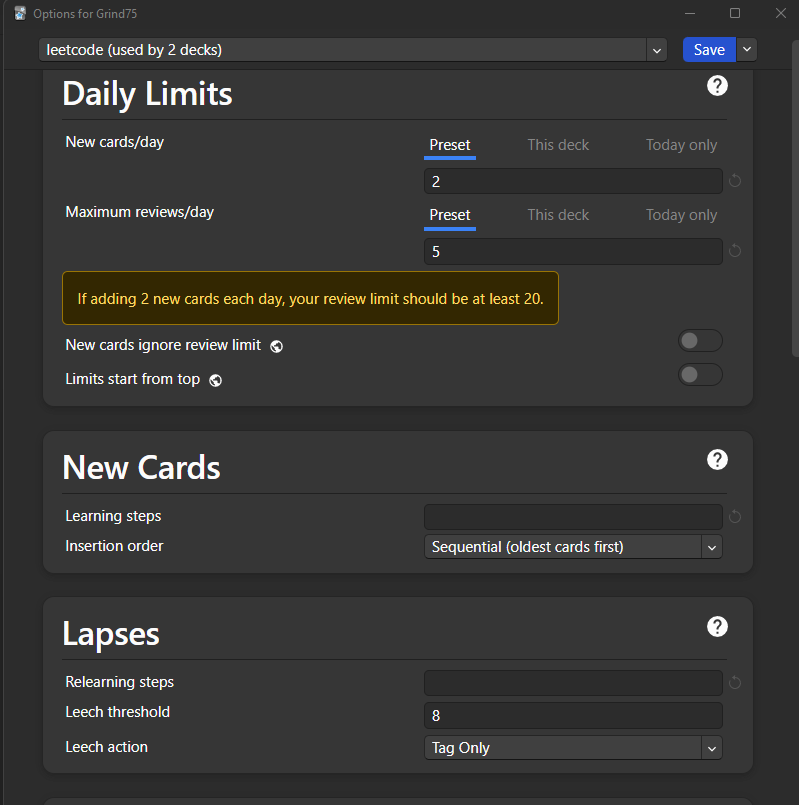 Options for Grind75
leetcode (used by 2 decks)
Save
Daily Limits
?
New cards/day
Preset
This deck
Today only
2
Maximum reviews/day
Preset
This deck
Today only
5
If adding 2 new cards each day, your review limit should be at least 20.
New cards ignore review limit
Limits start from top
New Cards
?
Learning steps
Insertion order
Sequential (oldest cards first)
Lapses
?
Relearning steps
Leech threshold
8
Leech action
Tag Only